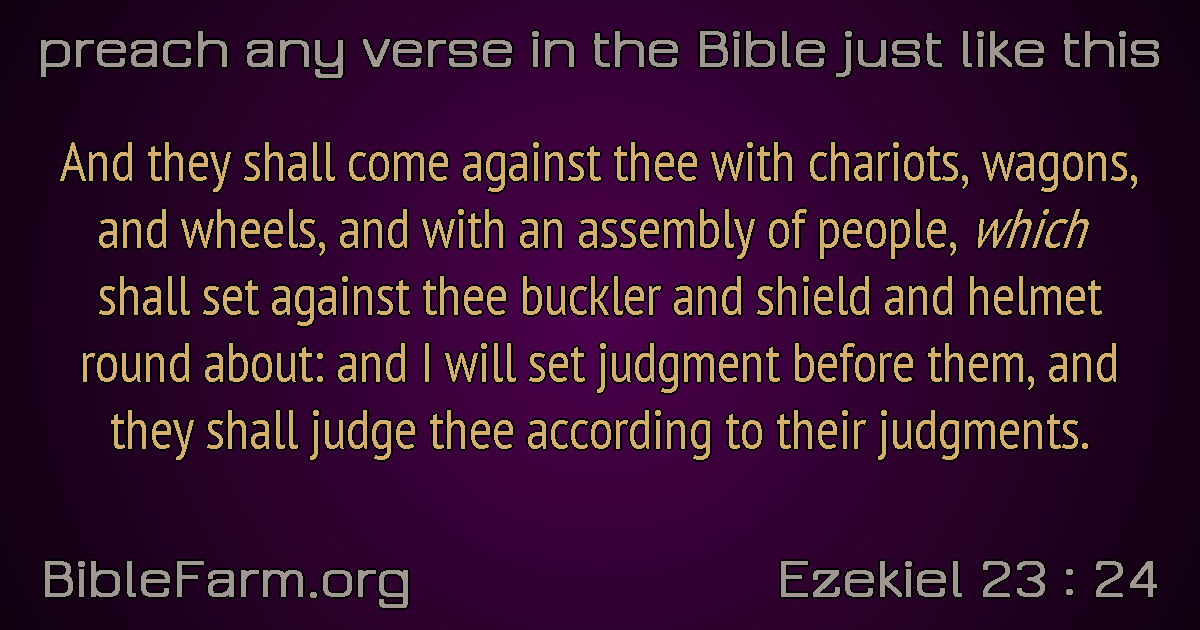 preach any verse in the Bible just like this
And they shall come against thee with chariots, wagons,
and wheels, and with an assembly of people, which
shall set against thee buckler and shield and helmet
round about: and I will set judgment before them, and
they shall judge thee according to their judgments.
BibleFarm.org
Ezekiel 23 : 24